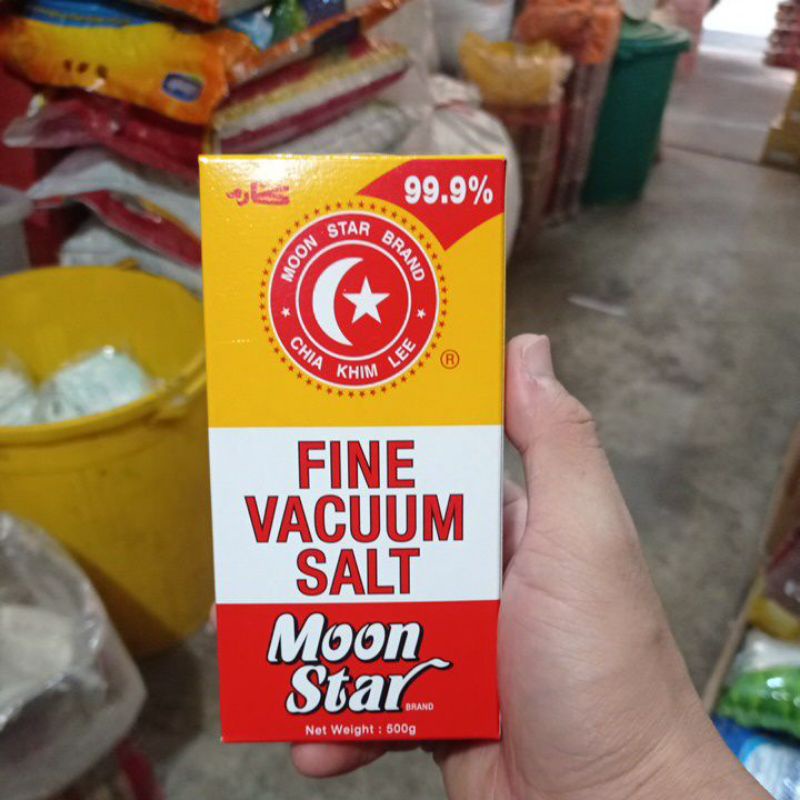 99.9%
MOON STAR BRAND
CHIA KHIM LEE
®
FINE
VACUUM
SALT
Moon
Star
BRAND
Net Weight : 500g